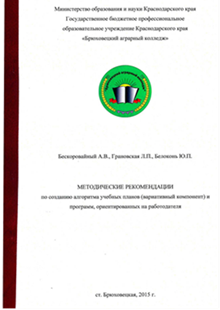 Министерство образования и науки Краснодарского края
Государственное бюджетное профессиональное
образовательное учреждение Краснодарского края
«Брюховецкий аграрный колледж»
Бескоровайный А.В., Грановская Л.П., Белоконь Ю.П.
МЕТОДИЧЕСКИЕ РЕКОМЕНДАЦИИ
по созданию алгоритма учебных планов (вариативный компонент) и
программ, ориентированных на работодателя
ст. Брюховецкая, 2015 г.